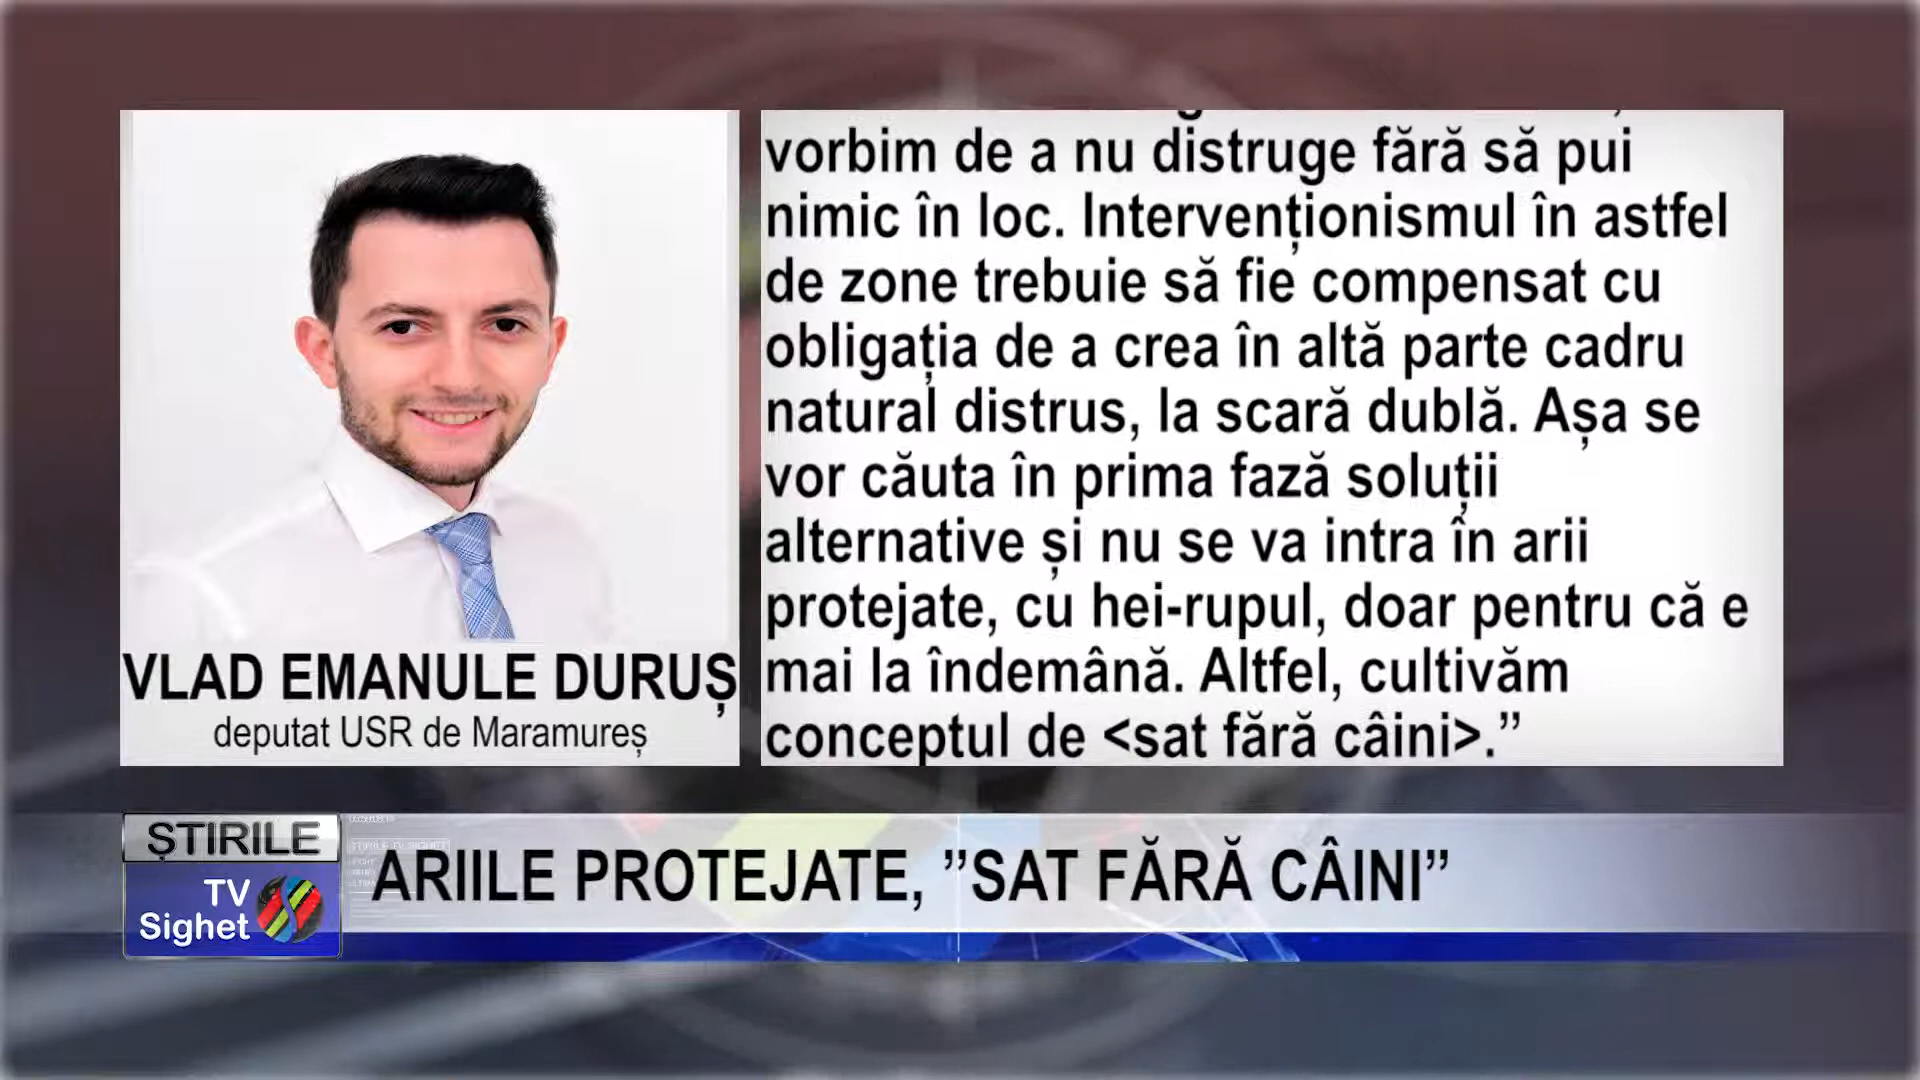 vorbim de a nu distruge fără să pui
nimic în loc. Intervenționismul în astfel
de zone trebuie să fie compensat cu
obligația de a crea în altă parte cadru
natural distrus, la scară dublă. Așa se
vor căuta în prima fază soluții
alternative și nu se va intra în arii
protejate, cu hei-rupul, doar pentru că e
mai la îndemână. Altfel, cultivăm
conceptul de <sat fără câini>.”
VLAD EMANULE DURUȘ
deputat USR de Maramureș
ȘTIRILE
TV
Sighet
ARIILE PROTEJATE, ”SAT FĂRĂ CÂINI”